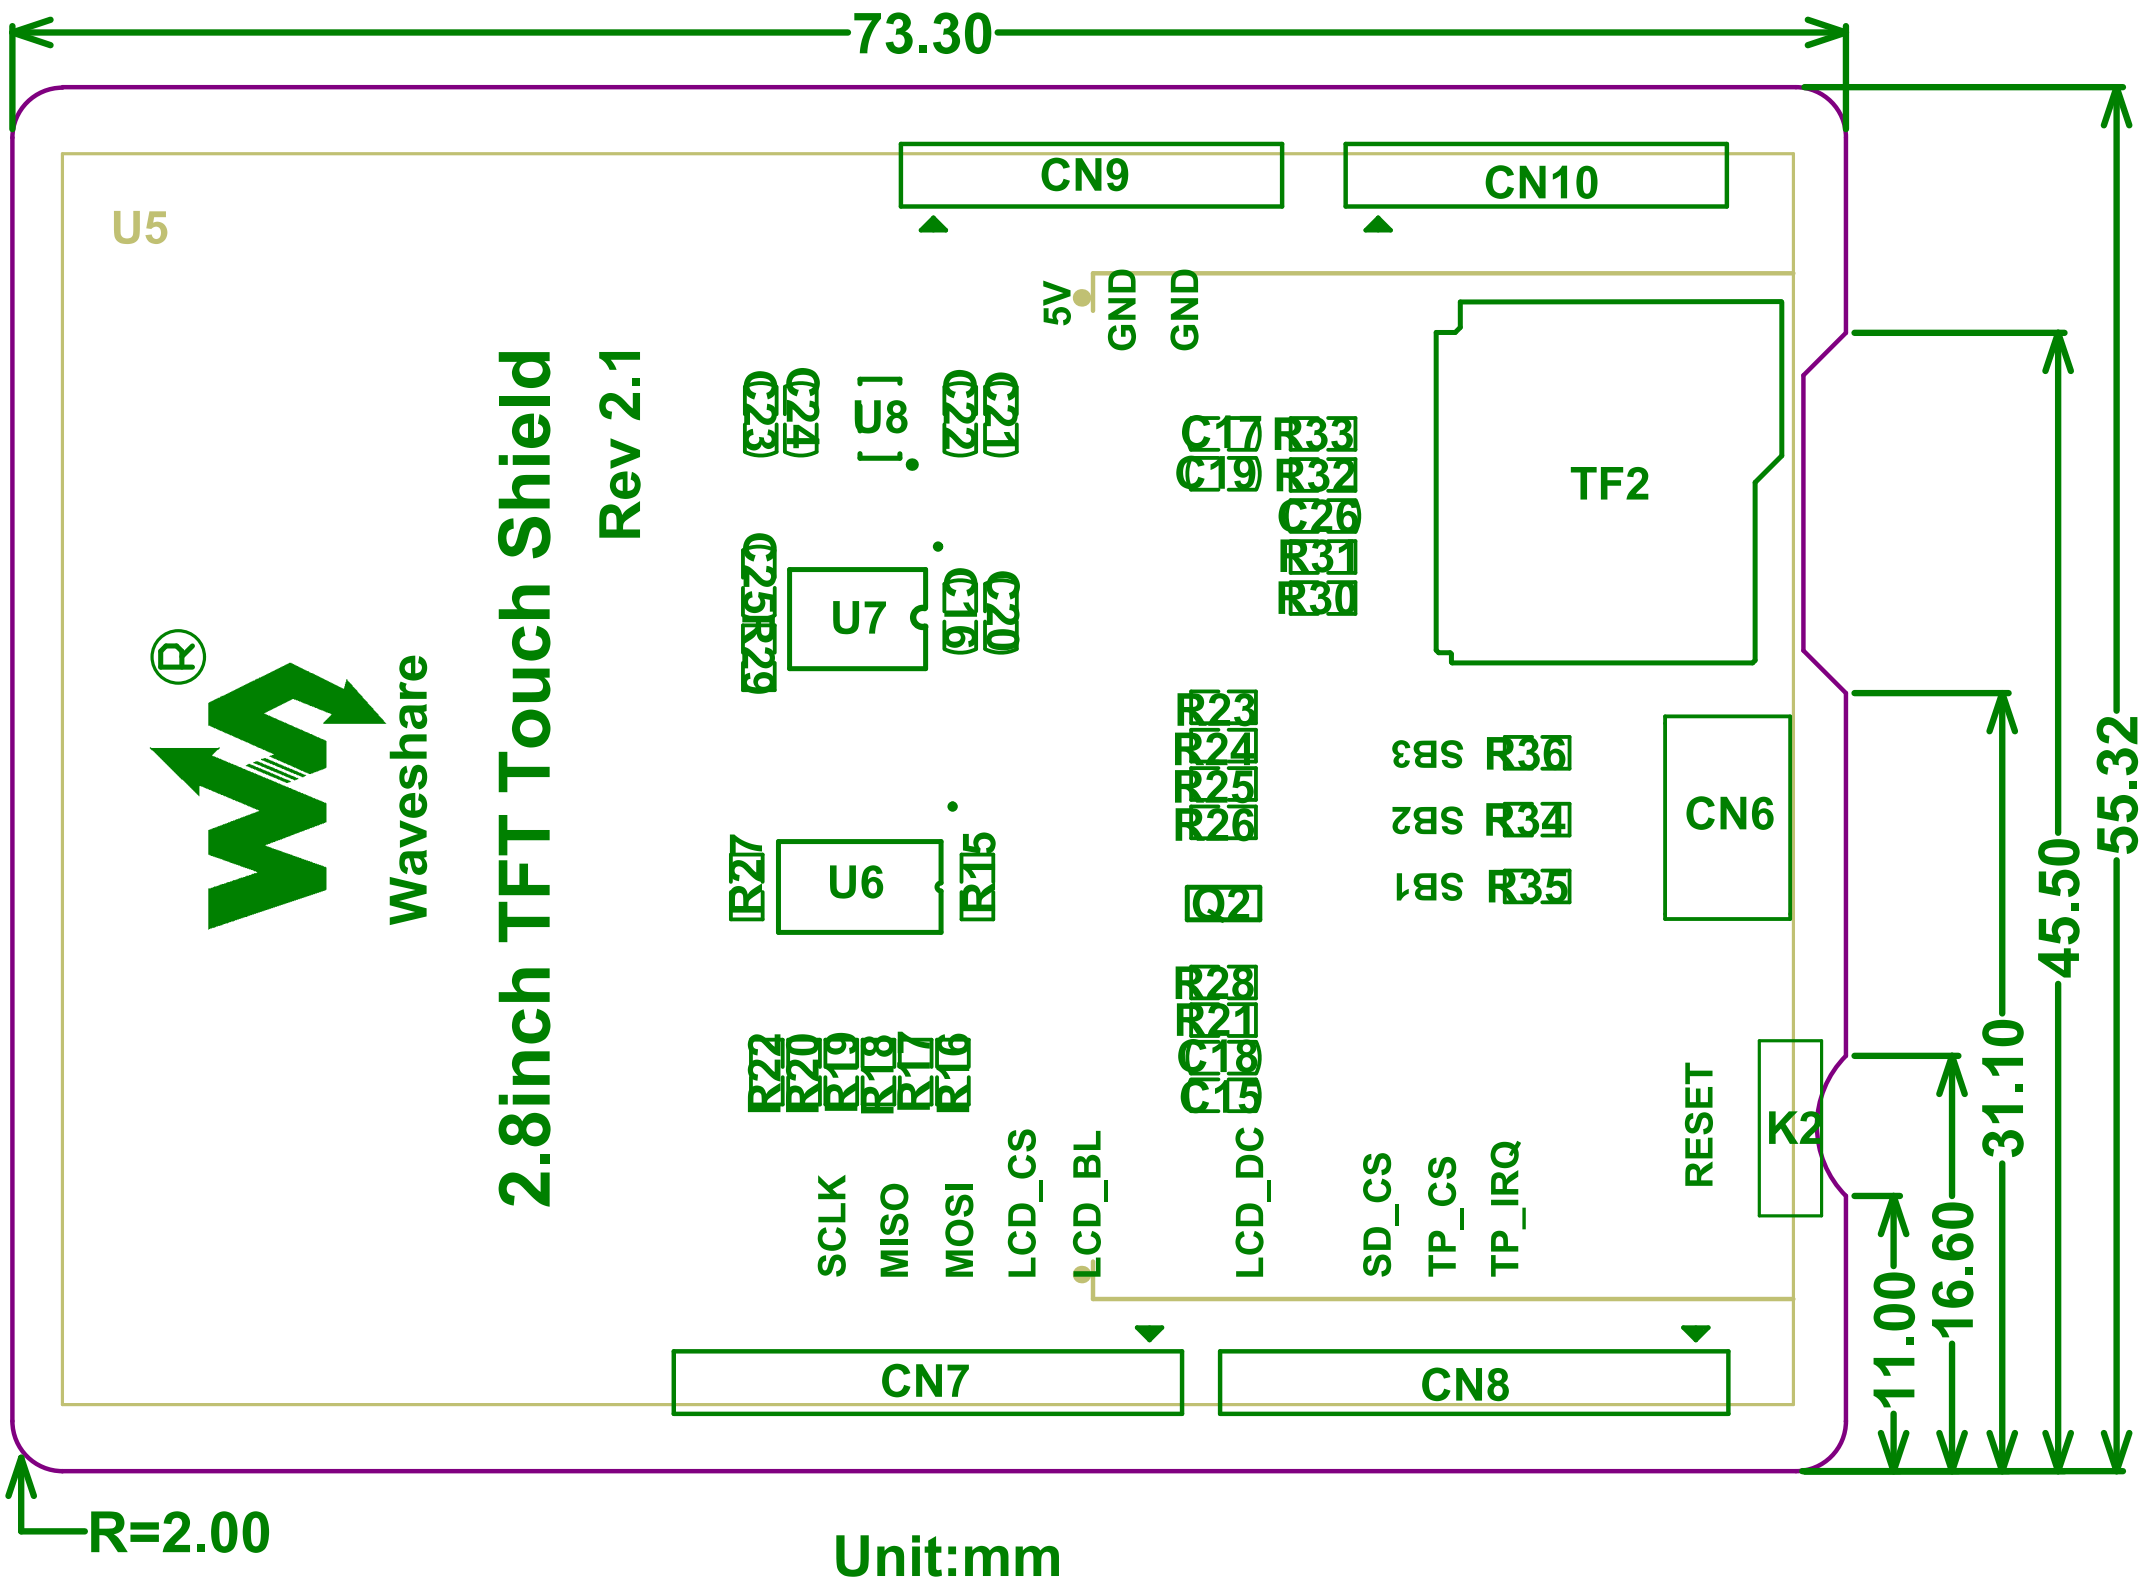 73.30
CN9
CN10
U5
5V
GND
GND
2.8inch TFT Touch Shield
Rev 2.1
C23
C24
U8
C22
C21
C17
R33
C19
R32
C26
R31
R30
TF2
C25
R29
U7
C16
C20
®
Waveshare
R23
R24
R25
R26
SB3
R36
SB2
R34
SB1
R35
CN6
R27
U6
R15
Q2
R28
R21
C18
C15
R22
R20
R19
R18
R17
R16
RESET
K2
SCLK
MISO
MOSI
LCD_CS
LCD_BL
LCD_DC
SD_CS
TP_CS
TP_IRQ
CN7
CN8
11.00
16.60
31.10
45.50
55.32
R=2.00
Unit:mm